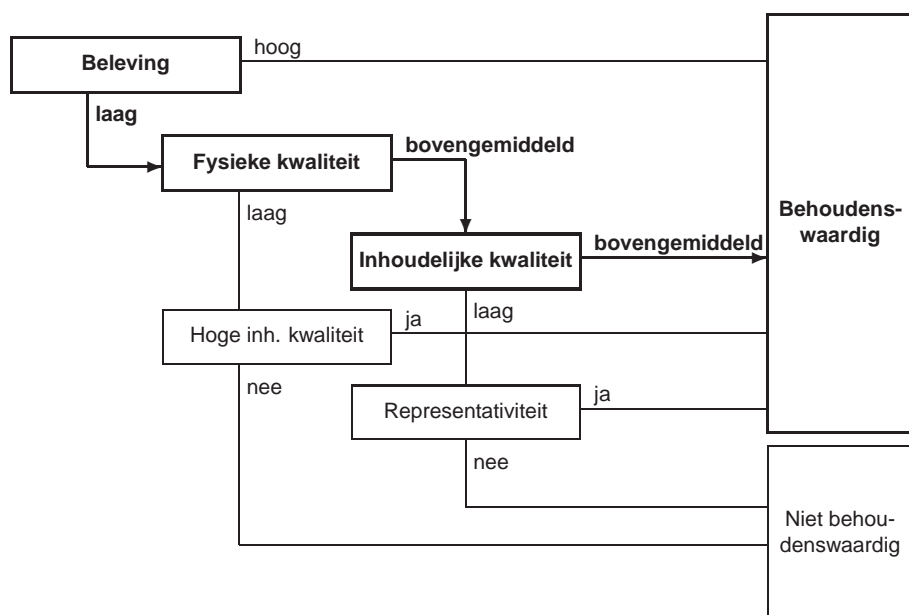 hoog
Beleving
laag
bovengemiddeld
Fysieke kwaliteit
laag
Behoudens-
waardig
bovengemiddeld
Inhoudelijke kwaliteit
laag
ja
Hoge inh. kwaliteit
nee
ja
Representativiteit
nee
Niet behou-
denswaardig